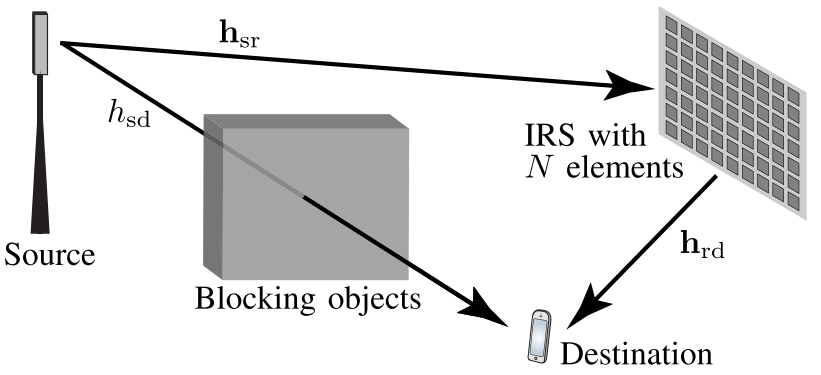 h_sr
h_sd
IRS with
N elements
h_rd
Source
Blocking objects
Destination